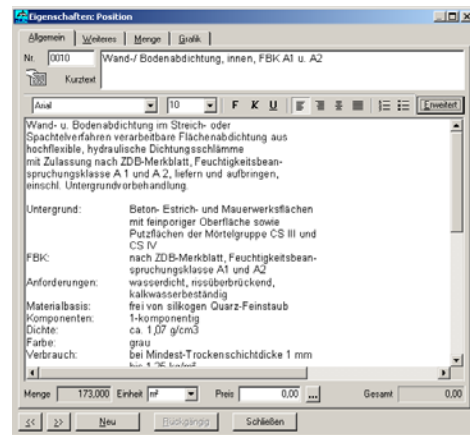 Eigenschaften: Position
Allgemein Weiteres Menge Grafik
Nr. 0010 Wand-/ Bodenabdichtung, innen, FBK A1 u. A2
Kurztext
Arial 10 F K U Erweitert
Wand- u. Bodenabdichtung im Streich- oder
Spachtelverfahren verarbeitbare Flächenabdichtung aus
hochflexible, hydraulische Dichtungsschlämme
mit Zulassung nach ZDB-Merkblatt, Feuchtigkeitsbean-
spruchungsklasse A 1 und A 2, liefern und aufbringen,
einschl. Untergrundvorbehandlung.
Untergrund: Beton- Estrich- und Mauerwerksflächen
mit feinporiger Oberfläche sowie
Putzflächen der Mörtelgruppe CS III und
CS IV
FBK: nach ZDB-Merkblatt, Feuchtigkeitsbean-
spruchungsklasse A1 und A2
Anforderungen: wasserdicht, rissüberbrückend,
kalkwasserbeständig
Materialbasis: frei von silikogen Quarz-Feinstaub
Komponenten: 1-komponentig
Dichte: ca. 1,07 g/cm3
Farbe: grau
Verbrauch: bei Mindest-Trockenschichtdicke 1 mm
bis 1,25 kg/m²
Menge 173,000 Einheit m² Preis 0,00 ... Gesamt 0,00
<< >> Neu Rückgängig Schließen